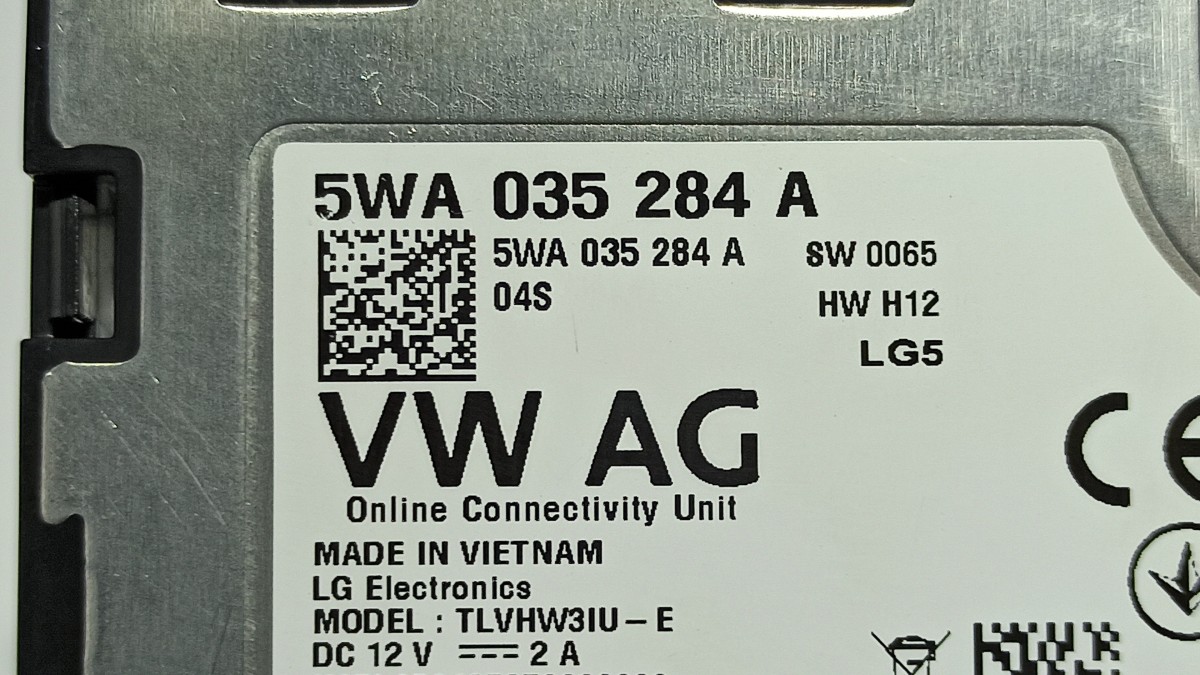 5WA 035 284 A
5WA 035 284 A SW 0065
04S HW H12
LG5
VW AG
Online Connectivity Unit
MADE IN VIETNAM
LG Electronics
MODEL : TLVHW3IU-E
DC 12 V ⎓ 2 A
CE